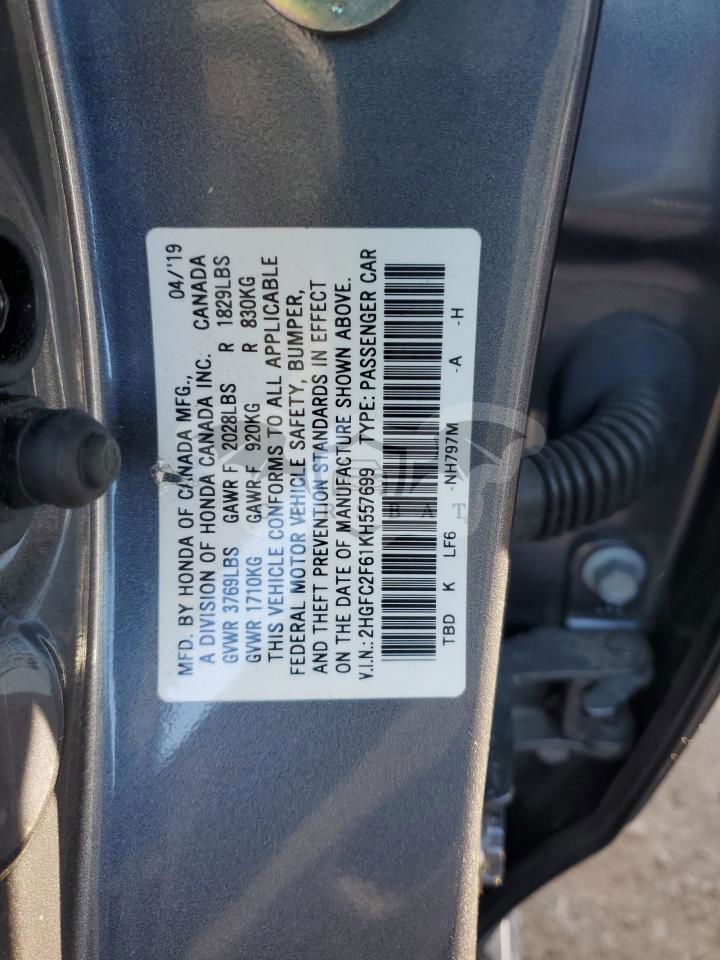 MFD. BY HONDA OF CANADA MFG., 04/'19
A DIVISION OF HONDA CANADA INC. CANADA
GVWR 3769LBS GAWR F 2028LBS R 1829LBS
GVWR 1710KG GAWR F 920KG R 830KG
THIS VEHICLE CONFORMS TO ALL APPLICABLE
FEDERAL MOTOR VEHICLE SAFETY, BUMPER,
AND THEFT PREVENTION STANDARDS IN EFFECT
ON THE DATE OF MANUFACTURE SHOWN ABOVE.
V.I.N.: 2HGFC2F61KH557699 TYPE: PASSENGER CAR
TBD K LF6 -NH797M -A -H